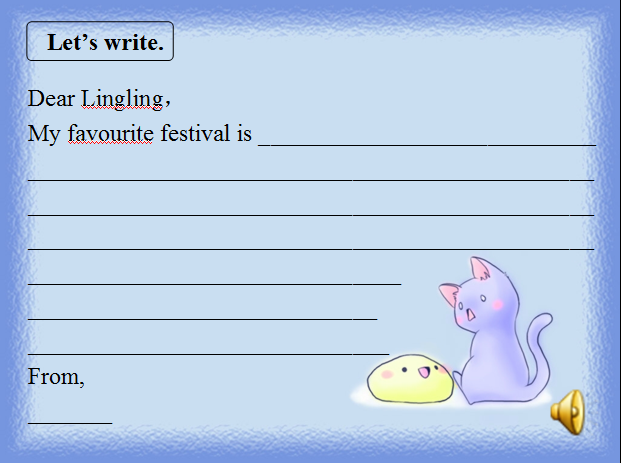 Let's write.
Dear Lingling，
My favourite festival is
From,